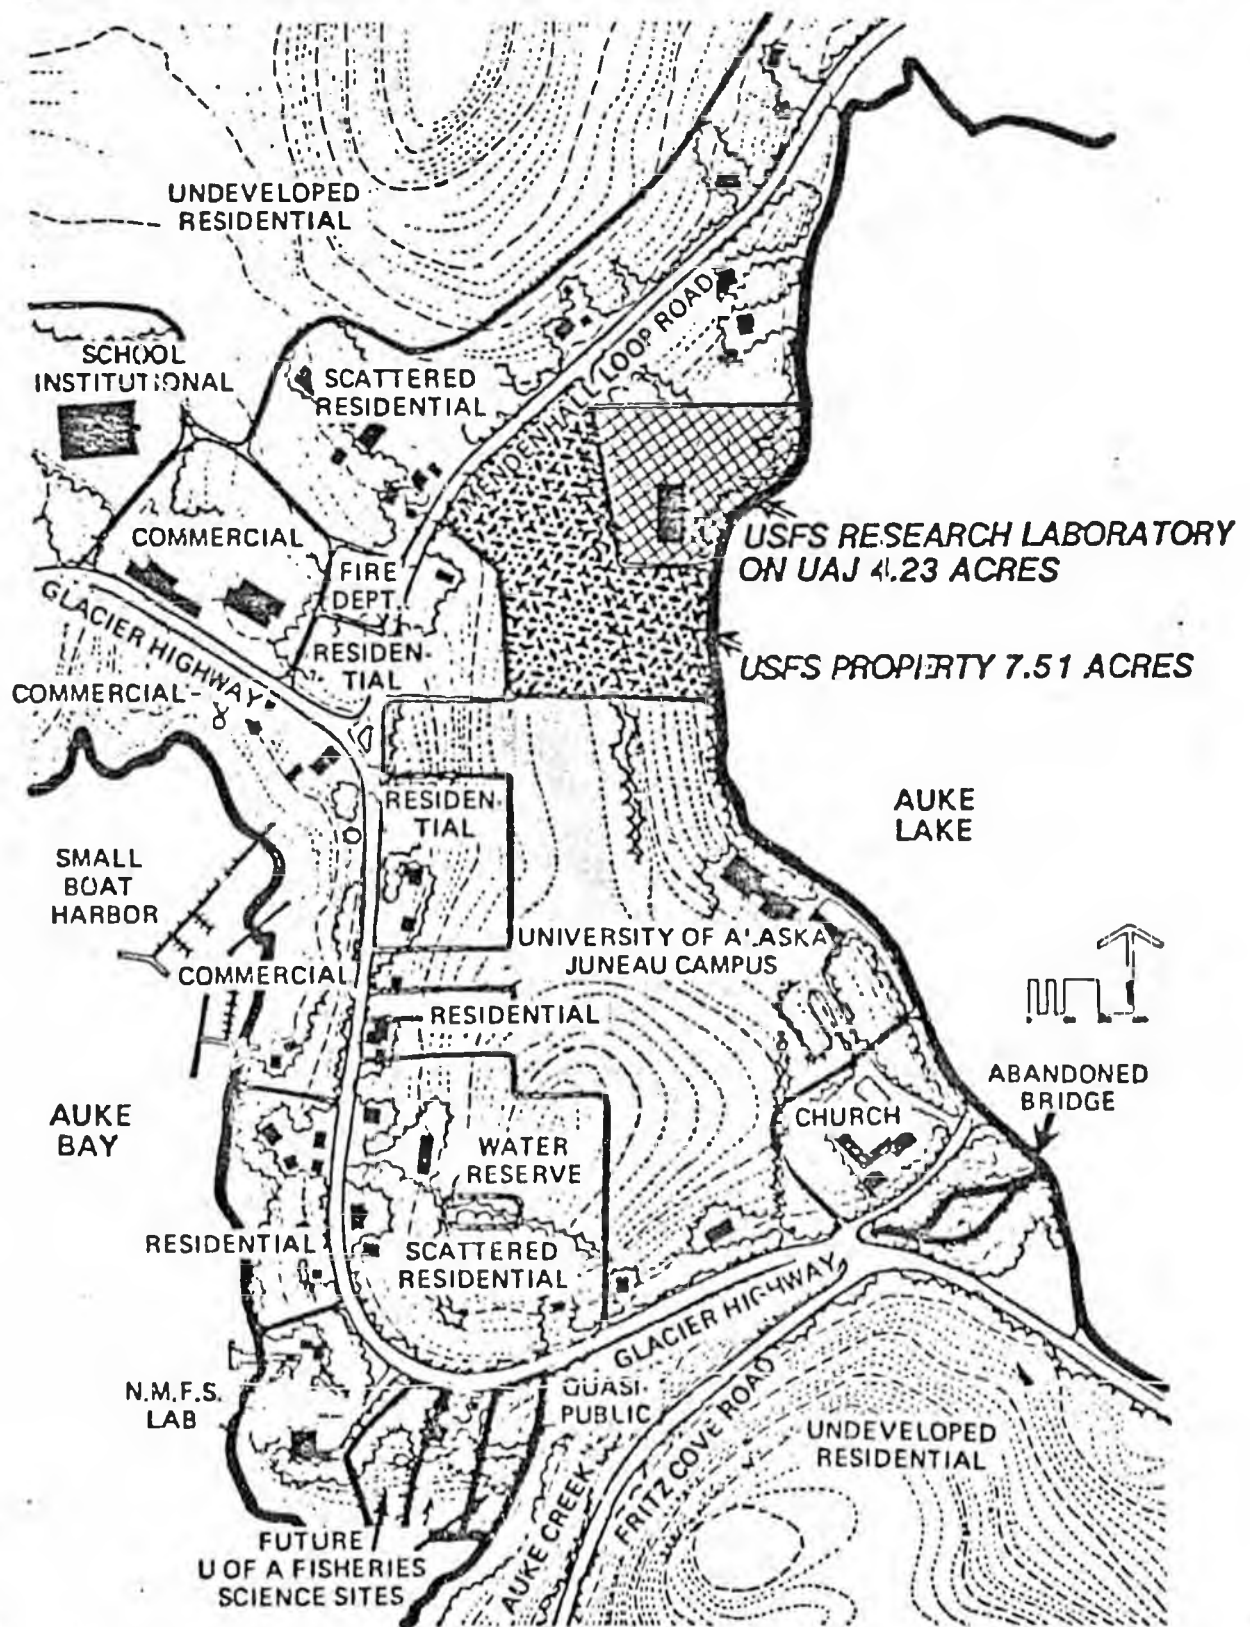 UNDEVELOPED
RESIDENTIAL
MENDENHALL LOOP ROAD
SCHOOL
INSTITUTIONAL
SCATTERED
RESIDENTIAL
COMMERCIAL
FIRE
DEPT.
USFS RESEARCH LABORATORY
ON UAJ 4.23 ACRES
GLACIER HIGHWAY
RESIDEN-
TIAL
USFS PROPERTY 7.51 ACRES
COMMERCIAL
RESIDEN-
TIAL
AUKE
LAKE
SMALL
BOAT
HARBOR
UNIVERSITY OF ALASKA
JUNEAU CAMPUS
COMMERCIAL
RESIDENTIAL
ABANDONED
BRIDGE
AUKE
BAY
CHURCH
WATER
RESERVE
RESIDENTIAL
SCATTERED
RESIDENTIAL
GLACIER HIGHWAY
N.M.F.S.
LAB
QUASI-
PUBLIC
FRITZ COVE ROAD
UNDEVELOPED
RESIDENTIAL
AUKE CREEK
FUTURE
U OF A FISHERIES
SCIENCE SITES